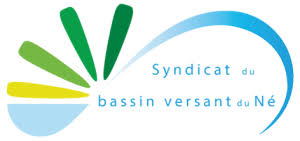 Syndicat du
bassin versant du Né